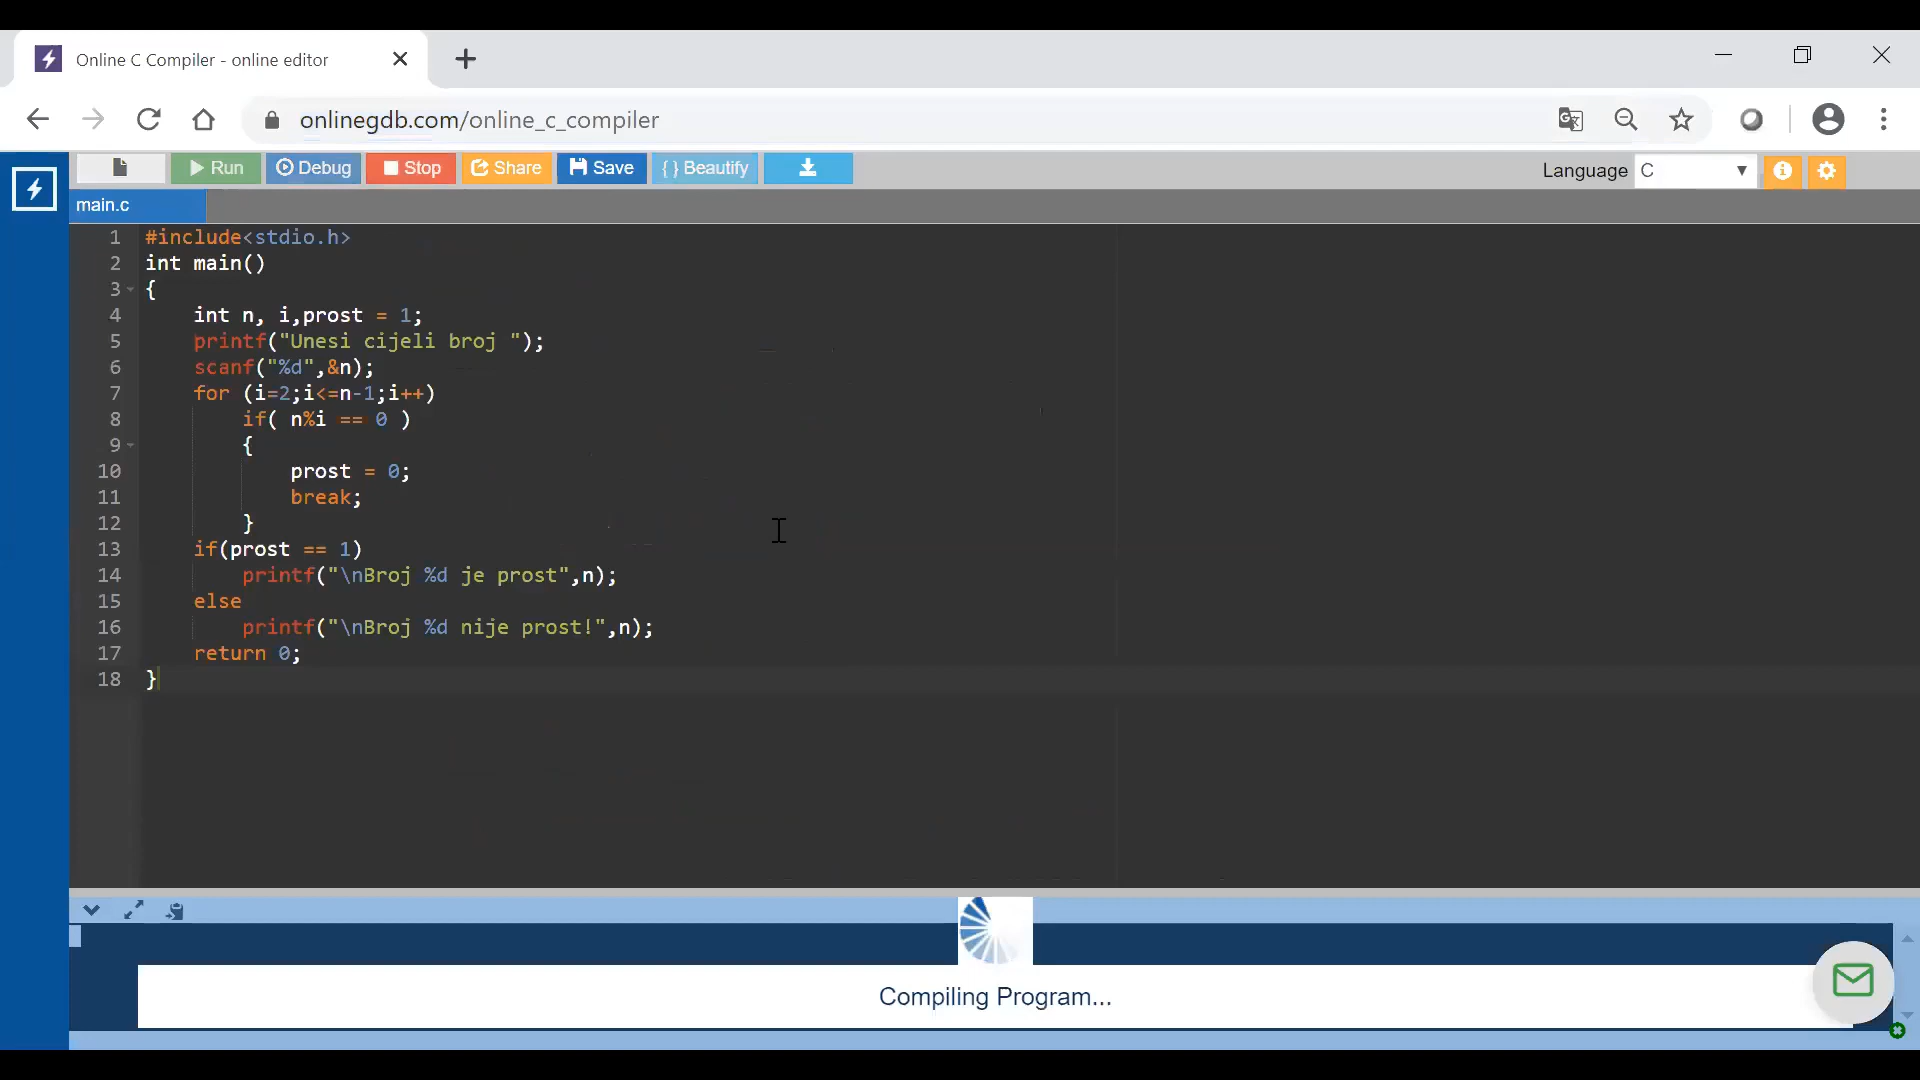 Online C Compiler - online editor
onlinegdb.com/online_c_compiler
Run Debug Stop Share Save { } Beautify Language C
main.c
1 #include<stdio.h>
2 int main()
3 {
4 int n, i,prost = 1;
5 printf("Unesi cijeli broj ");
6 scanf("%d",&n);
7 for (i=2;i<=n-1;i++)
8 if( n%i == 0 )
9 {
10 prost = 0;
11 break;
12 }
13 if(prost == 1)
14 printf("\nBroj %d je prost",n);
15 else
16 printf("\nBroj %d nije prost!",n);
17 return 0;
18 }
Compiling Program...